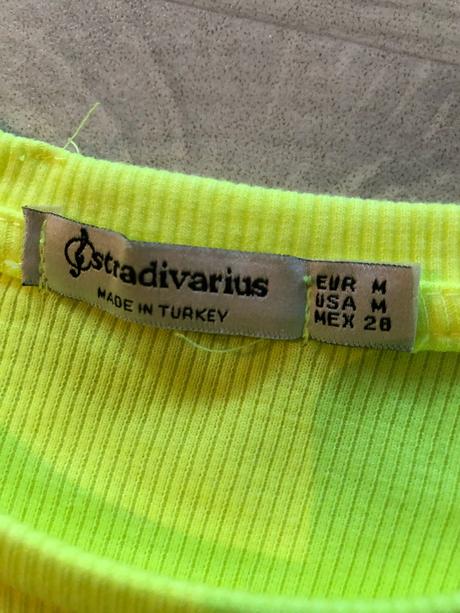 stradivarius
MADE IN TURKEY
EUR M
USA M
MEX 28